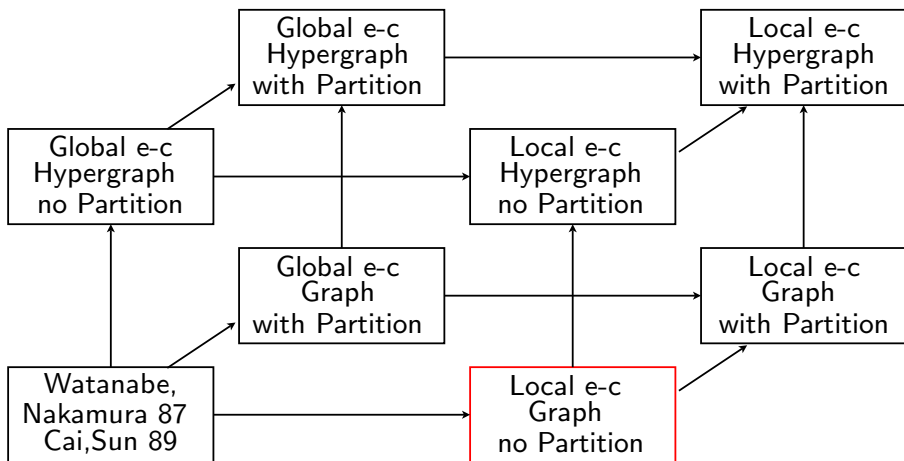 Global e-c
Hypergraph
with Partition
Local e-c
Hypergraph
with Partition
Global e-c
Hypergraph
no Partition
Local e-c
Hypergraph
no Partition
Global e-c
Graph
with Partition
Local e-c
Graph
with Partition
Watanabe,
Nakamura 87
Cai,Sun 89
Local e-c
Graph
no Partition